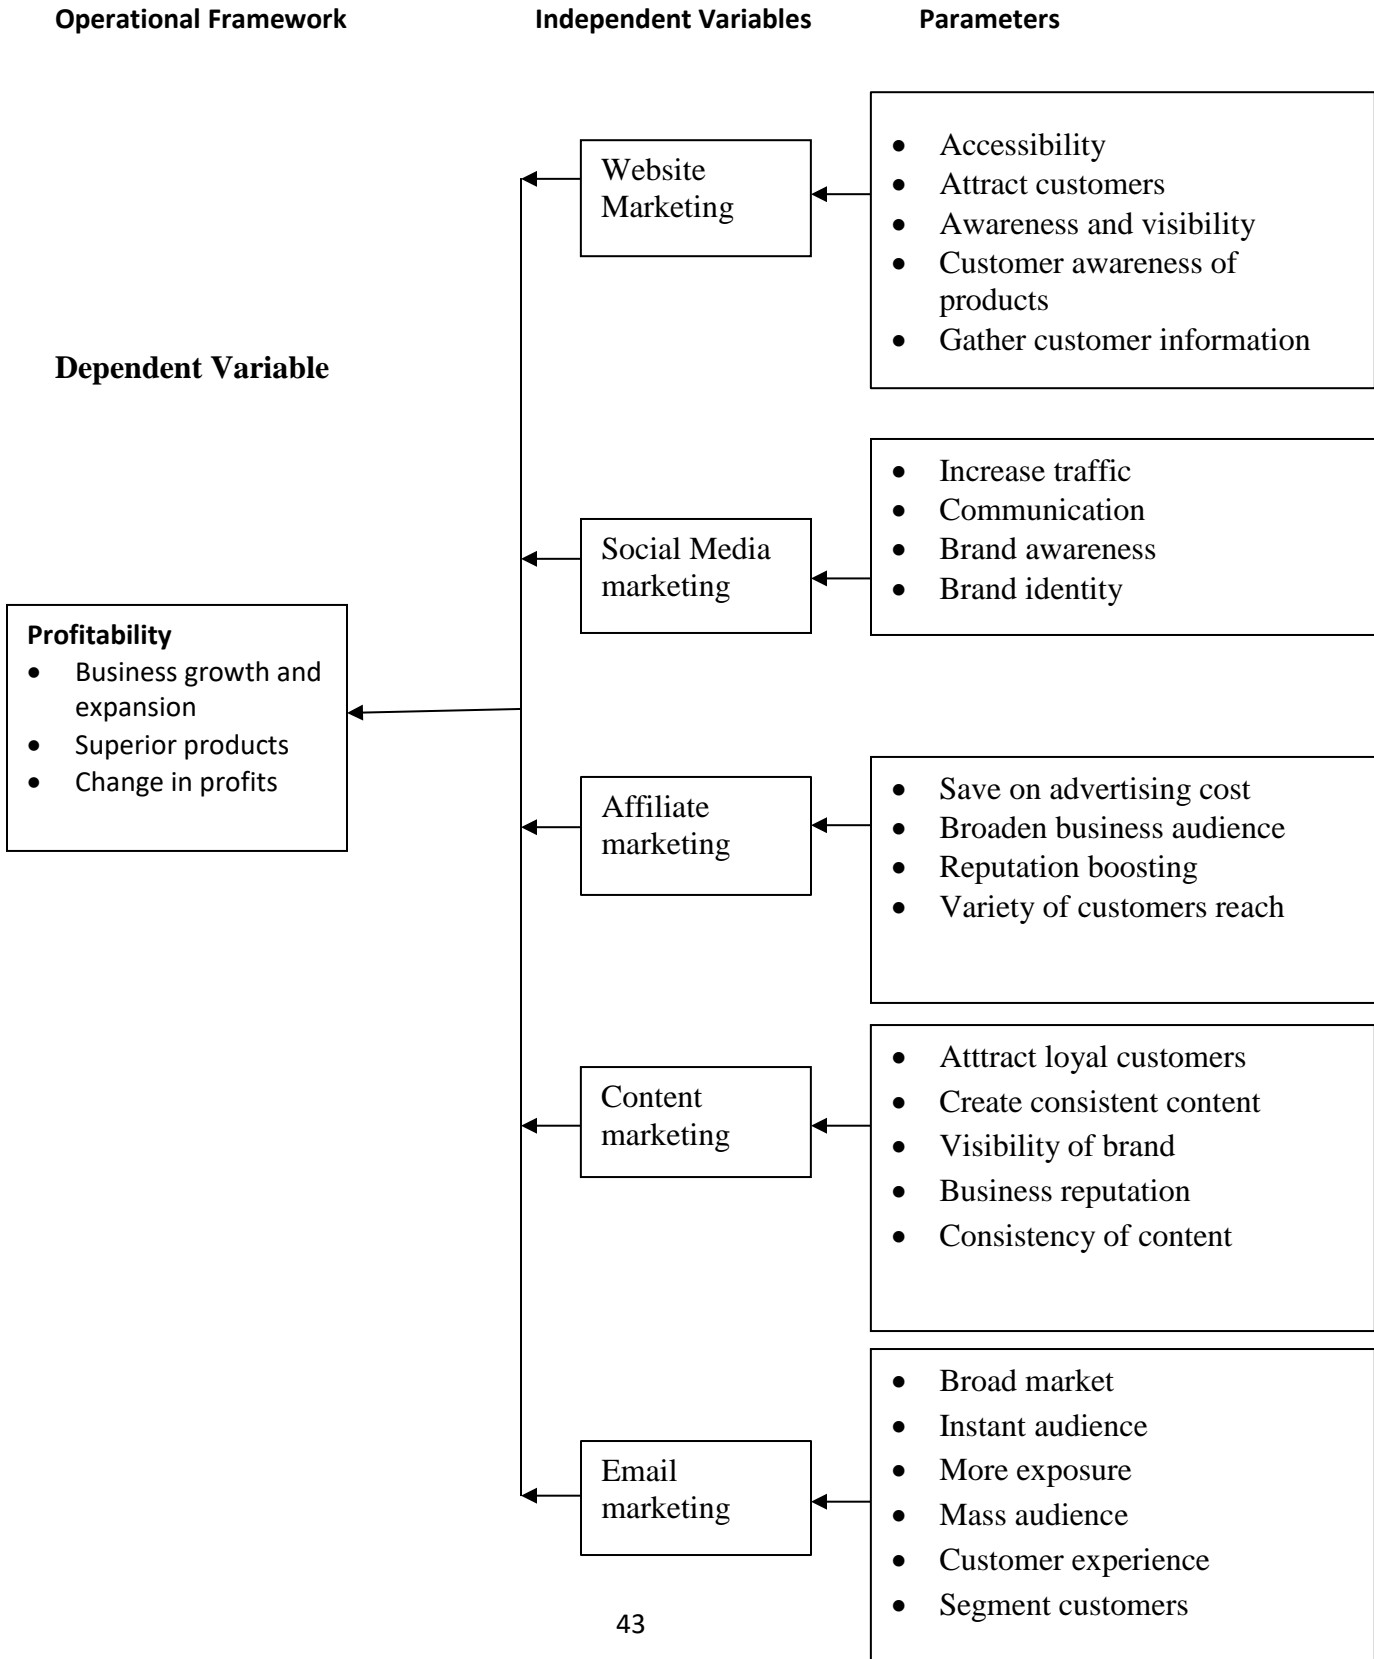 Operational Framework
Independent Variables
Parameters
Website
Marketing
• Accessibility
• Attract customers
• Awareness and visibility
• Customer awareness of
products
• Gather customer information
Dependent Variable
Social Media
marketing
• Increase traffic
• Communication
• Brand awareness
• Brand identity
Profitability
• Business growth and
expansion
• Superior products
• Change in profits
Affiliate
marketing
• Save on advertising cost
• Broaden business audience
• Reputation boosting
• Variety of customers reach
Content
marketing
• Atttract loyal customers
• Create consistent content
• Visibility of brand
• Business reputation
• Consistency of content
Email
marketing
• Broad market
• Instant audience
• More exposure
• Mass audience
• Customer experience
• Segment customers
43